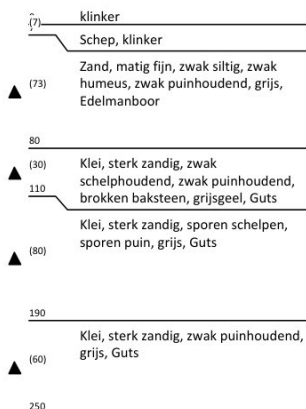 klinker
(7)
Schep, klinker
Zand, matig fijn, zwak siltig, zwak
humeus, zwak puinhoudend, grijs,
Edelmanboor
(73)
80
(30)
Klei, sterk zandig, zwak
schelphoudend, zwak puinhoudend,
brokken baksteen, grijsgeel, Guts
110
Klei, sterk zandig, sporen schelpen,
sporen puin, grijs, Guts
(80)
190
Klei, sterk zandig, zwak puinhoudend,
grijs, Guts
(60)
250